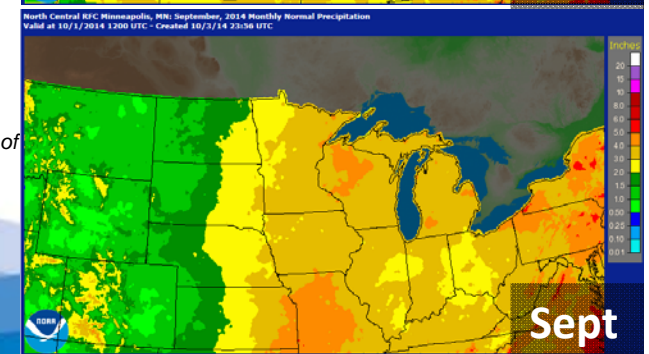 North Central RFC Minneapolis, MN: September, 2014 Monthly Normal Precipitation
Valid at 10/1/2014 1200 UTC - Created 10/3/14 23:56 UTC
Inches
20
15
10
8.0
6.0
5.0
4.0
3.0
2.0
1.5
1.0
0.50
0.25
0.10
0.01
of
NOAA
Sept